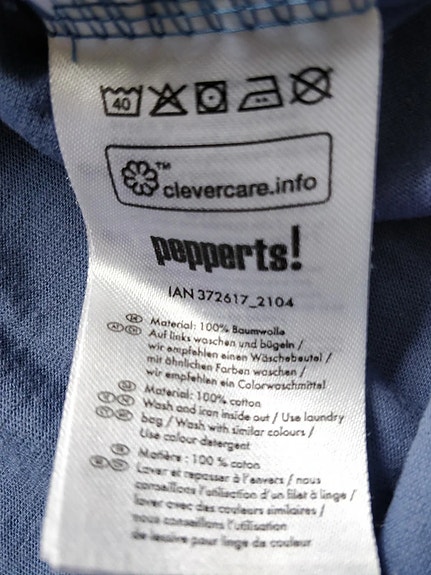 40
clevercare.info™
pepperts!
IAN 372617_2104
Material: 100% Baumwolle
Auf links waschen und bügeln /
wir empfehlen einen Wäschebeutel /
mit ähnlichen Farben waschen /
wir empfehlen ein Colorwaschmittel
Material: 100% cotton
Wash and iron inside out / Use laundry
bag / Wash with similar colours /
Use colour detergent
Matière : 100 % coton
Laver et repasser à l'envers / nous
conseillons l'utilisation d'un filet à linge /
laver avec des couleurs similaires /
nous conseillons l'utilisation
de lessive pour linge de couleur